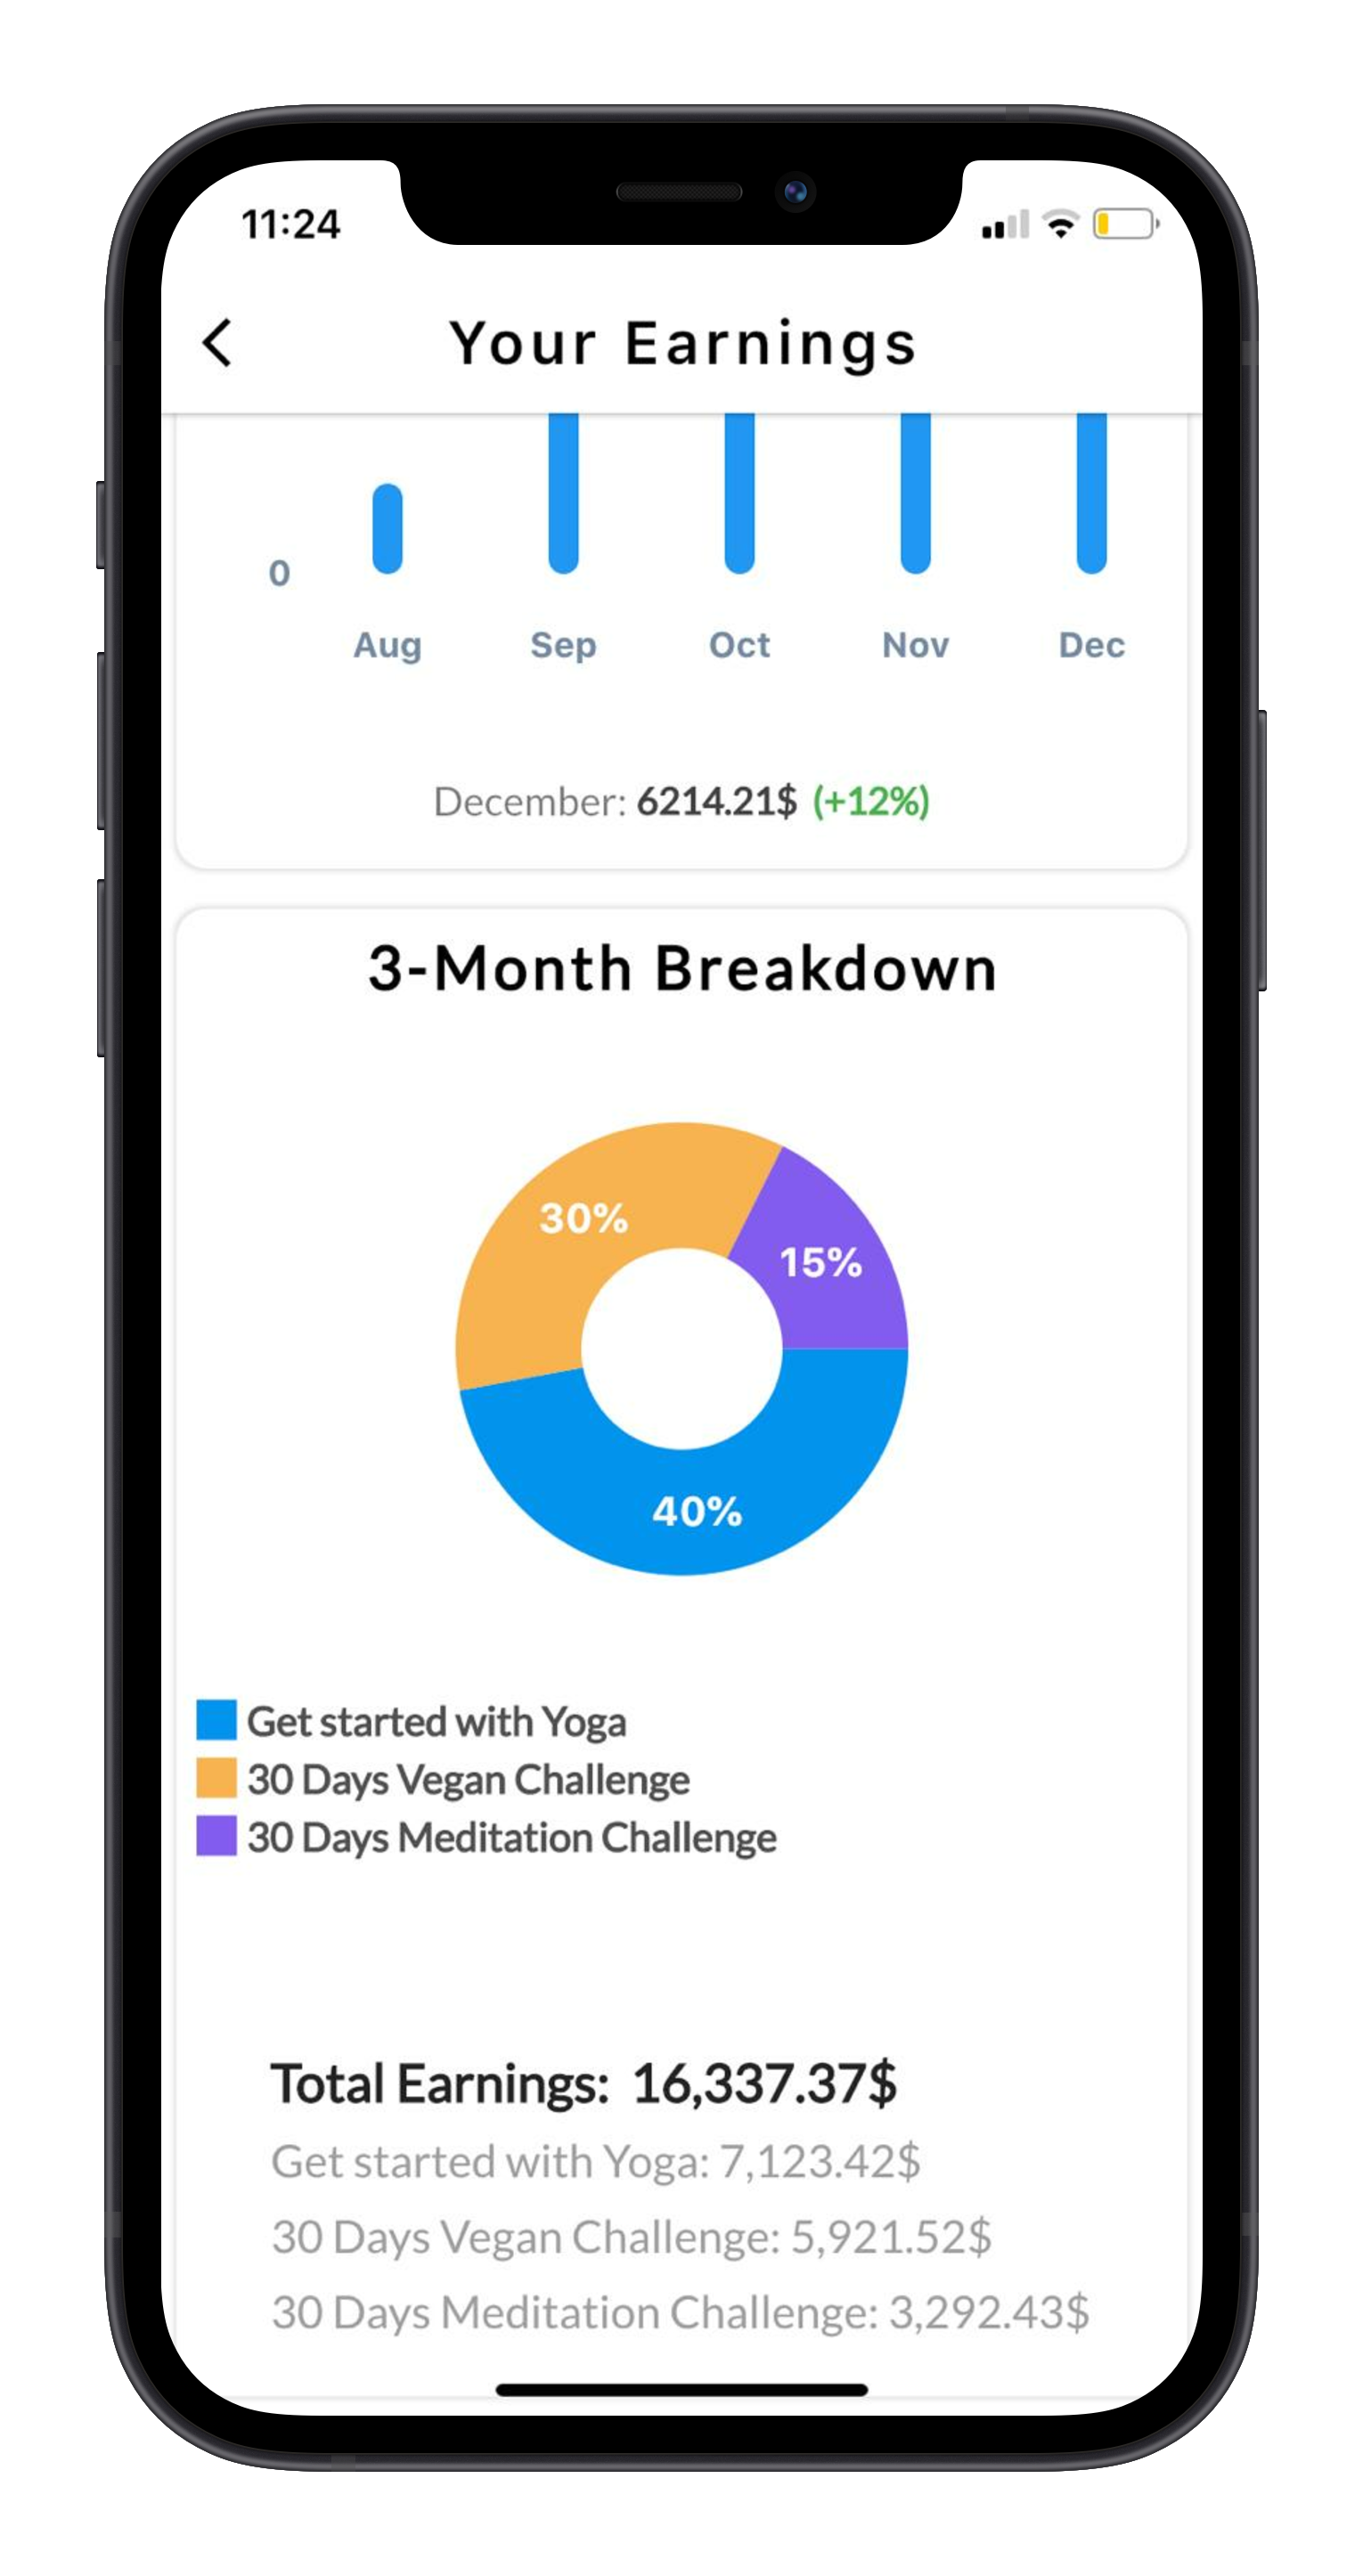 11:24
Your Earnings
0
Aug Sep Oct Nov Dec
December: 6214.21$ (+12%)
3-Month Breakdown
30%
15%
40%
Get started with Yoga
30 Days Vegan Challenge
30 Days Meditation Challenge
Total Earnings: 16,337.37$
Get started with Yoga: 7,123.42$
30 Days Vegan Challenge: 5,921.52$
30 Days Meditation Challenge: 3,292.43$